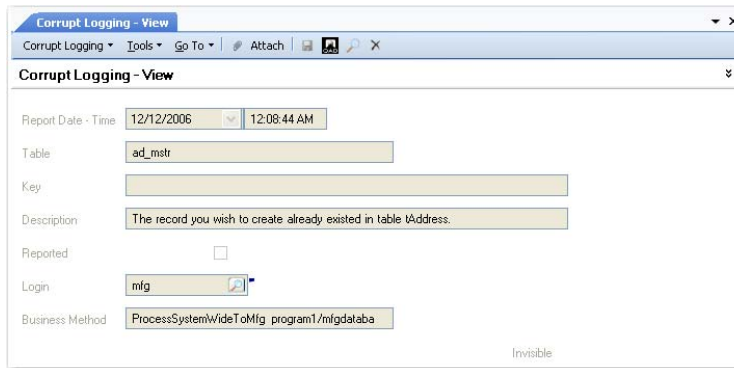 Corrupt Logging - View
Corrupt Logging Tools Go To Attach
Corrupt Logging - View
Report Date - Time 12/12/2006 12:08:44 AM
Table ad_mstr
Key
Description The record you wish to create already existed in table tAddress.
Reported
Login mfg
Business Method ProcessSystemWideToMfg program1/mfgdataba
Invisible